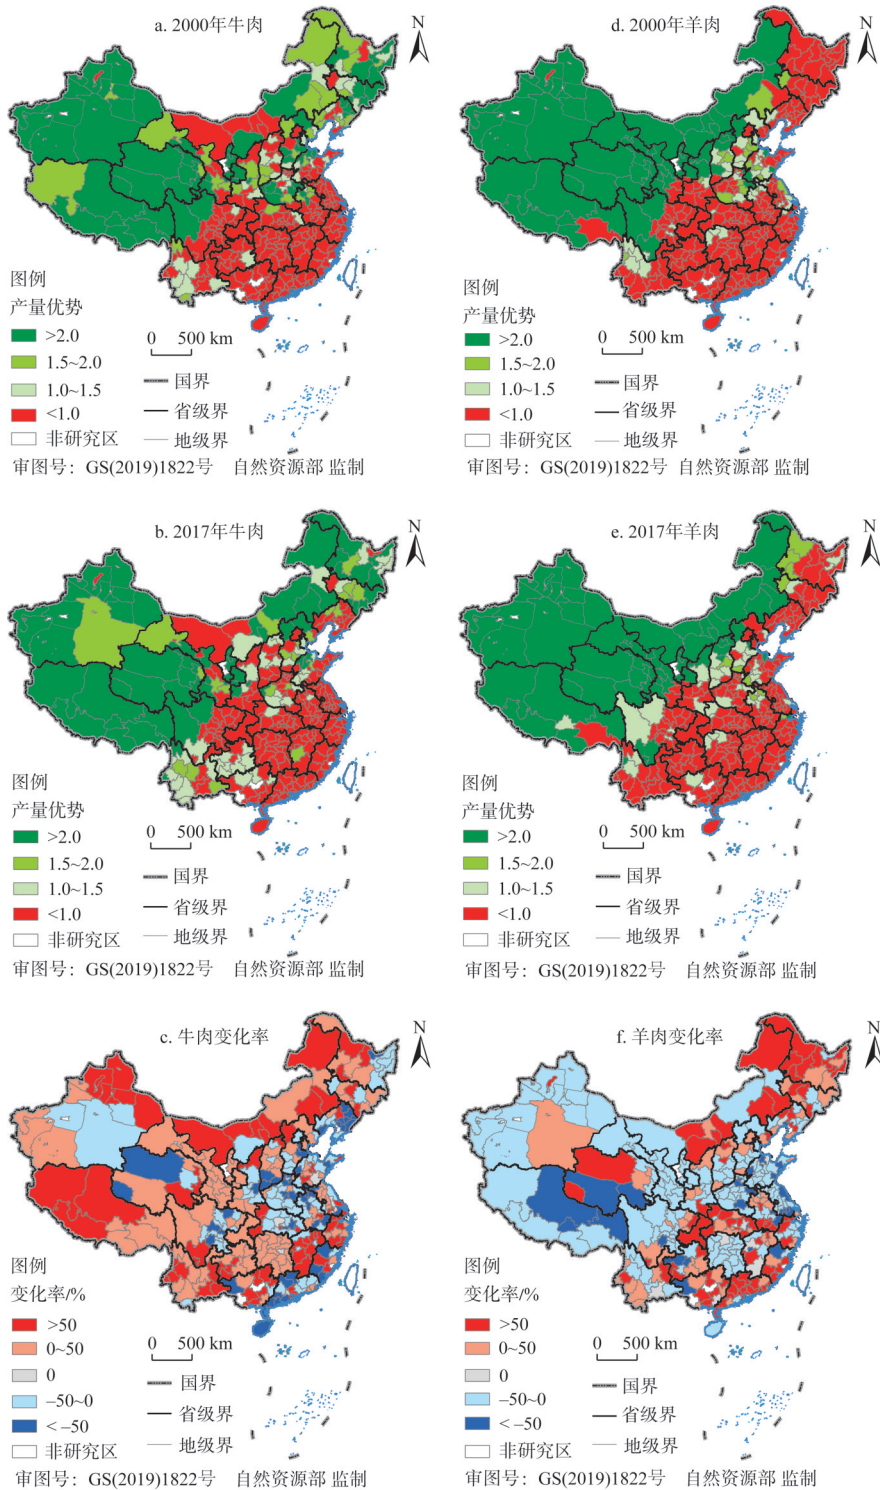 a. 2000年牛肉
N
图例
产量优势
>2.0
1.5~2.0
1.0~1.5
<1.0
非研究区
0 500 km
国界
省级界
地级界
审图号：GS(2019)1822号 自然资源部 监制
d. 2000年羊肉
N
图例
产量优势
>2.0
1.5~2.0
1.0~1.5
<1.0
非研究区
0 500 km
国界
省级界
地级界
审图号：GS(2019)1822号 自然资源部 监制
b. 2017年牛肉
N
图例
产量优势
>2.0
1.5~2.0
1.0~1.5
<1.0
非研究区
0 500 km
国界
省级界
地级界
审图号：GS(2019)1822号 自然资源部 监制
e. 2017年羊肉
N
图例
产量优势
>2.0
1.5~2.0
1.0~1.5
<1.0
非研究区
0 500 km
国界
省级界
地级界
审图号：GS(2019)1822号 自然资源部 监制
c. 牛肉变化率
N
图例
变化率/%
>50
0~50
0
–50~0
< –50
非研究区
0 500 km
国界
省级界
地级界
审图号：GS(2019)1822号 自然资源部 监制
f. 羊肉变化率
N
图例
变化率/%
>50
0~50
0
–50~0
< –50
非研究区
0 500 km
国界
省级界
地级界
审图号：GS(2019)1822号 自然资源部 监制